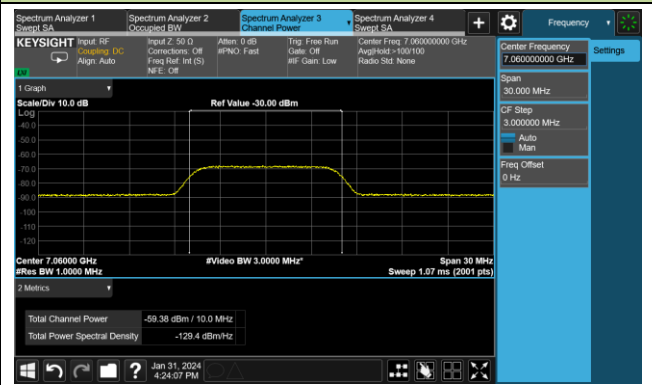 Spectrum Analyzer 1
Swept SA
Spectrum Analyzer 2
Occupied BW
Spectrum Analyzer 3
Channel Power
Spectrum Analyzer 4
Swept SA
+
Frequency
KEYSIGHT
Input: RF
Coupling: DC
Align: Auto
Input Z: 50 Ω
Corrections: Off
Freq Ref: Int (S)
NFE: Off
Atten: 0 dB
#PNO: Fast
Trig: Free Run
Gate: Off
#IF Gain: Low
Center Freq: 7.060000000 GHz
Avg|Hold:>100/100
Radio Std: None
Center Frequency
7.060000000 GHz
Settings
Span
30.000 MHz
CF Step
3.000000 MHz
Auto
Man
Freq Offset
0 Hz
1 Graph
Scale/Div 10.0 dB
Ref Value -30.00 dBm
Log
-40.0
-50.0
-60.0
-70.0
-80.0
-90.0
-100
-110
-120
Center 7.06000 GHz
#Video BW 3.0000 MHz*
Span 30 MHz
#Res BW 1.0000 MHz
Sweep 1.07 ms (2001 pts)
2 Metrics
Total Channel Power -59.38 dBm / 10.0 MHz
Total Power Spectral Density -129.4 dBm/Hz
?
Jan 31, 2024
4:24:07 PM